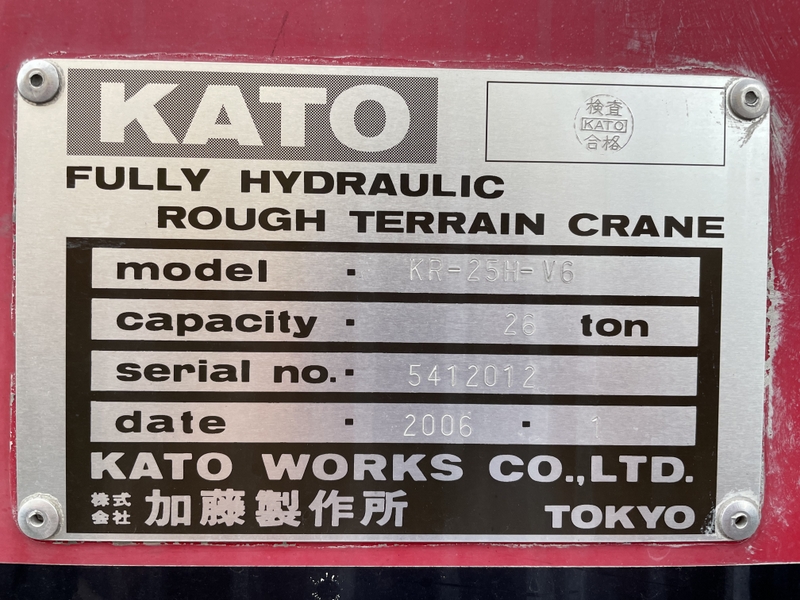 KATO
検査
KATO
合格
FULLY HYDRAULIC
ROUGH TERRAIN CRANE
model · KR-25H-V6
capacity · 26 ton
serial no. · 5412012
date · 2006 · 1
KATO WORKS CO.,LTD.
株式会社 加藤製作所 TOKYO